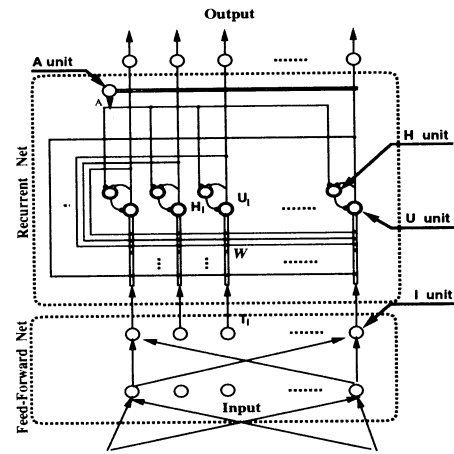 Output
A unit
A
H unit
H_I
U_I
U unit
W
Recurrent Net
T_I
I unit
Feed-Forward Net
Input